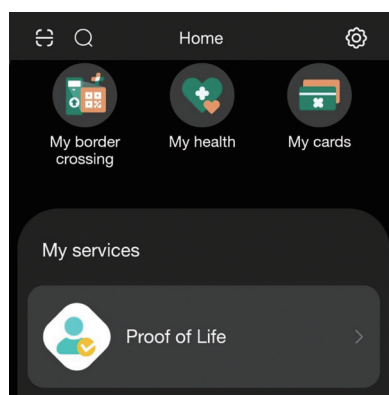 Home
My border
crossing
My health
My cards
My services
Proof of Life